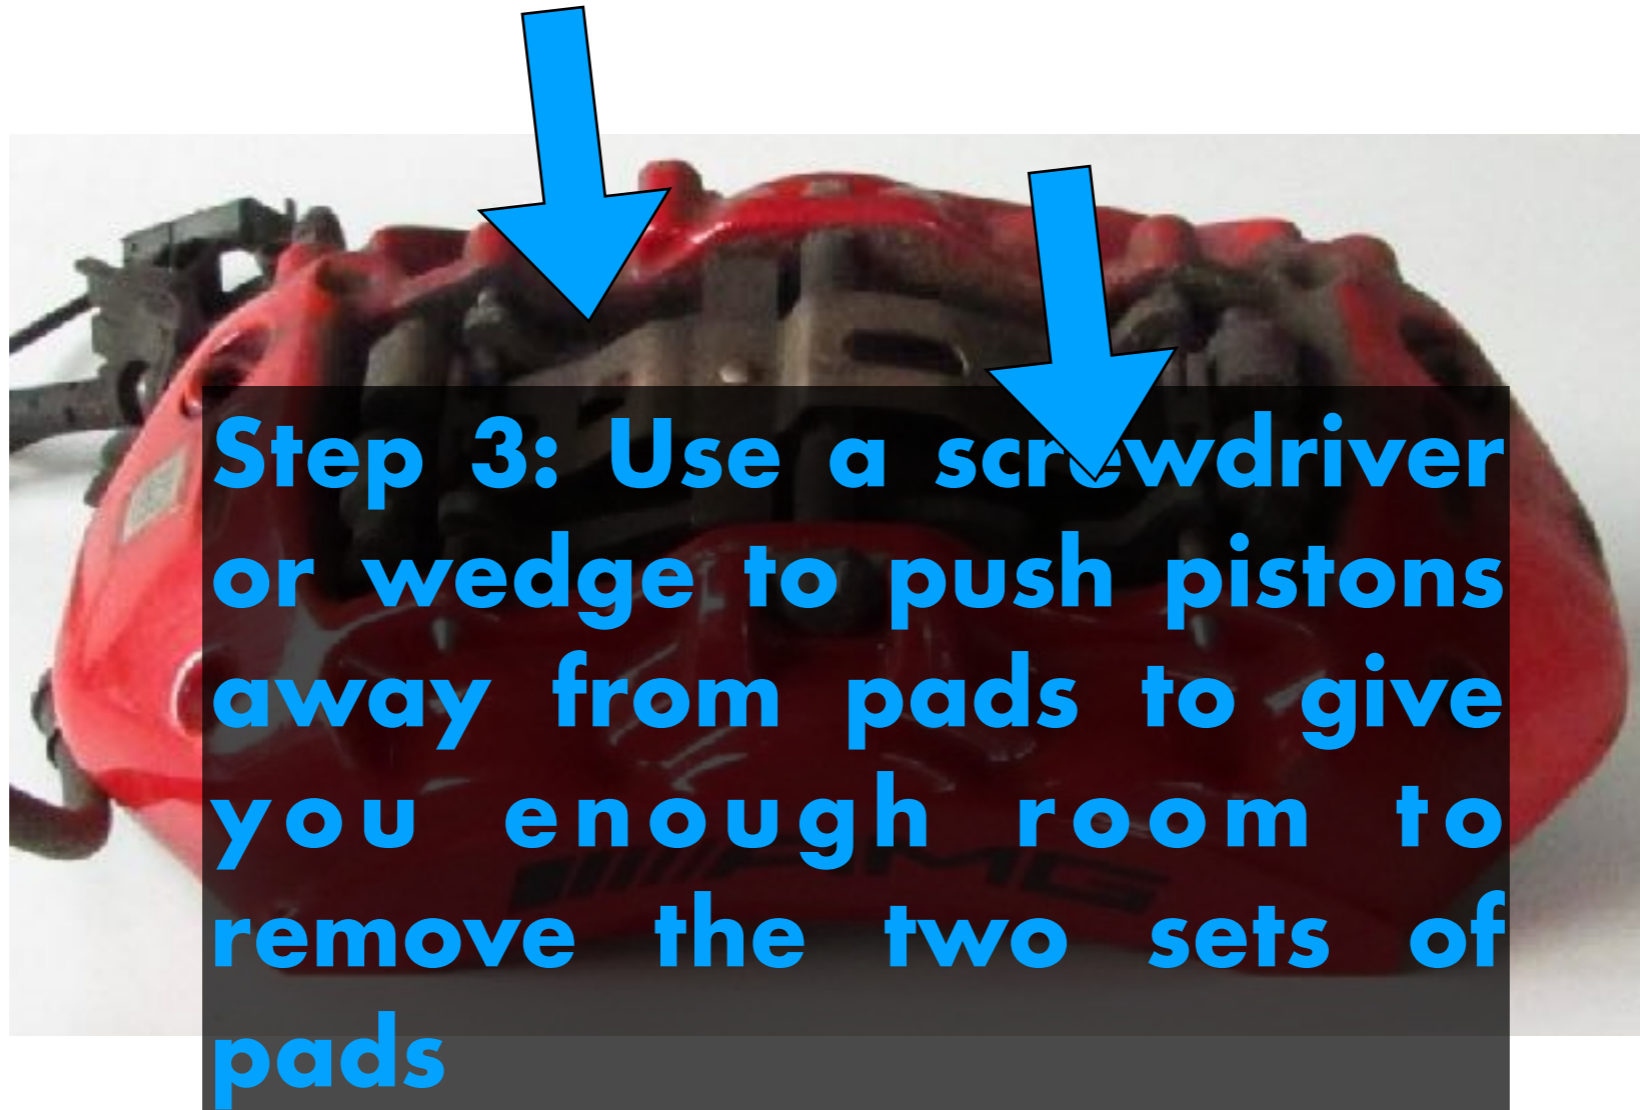 Step 3: Use a screwdriver
or wedge to push pistons
away from pads to give
you enough room to
remove the two sets of
pads
AMG